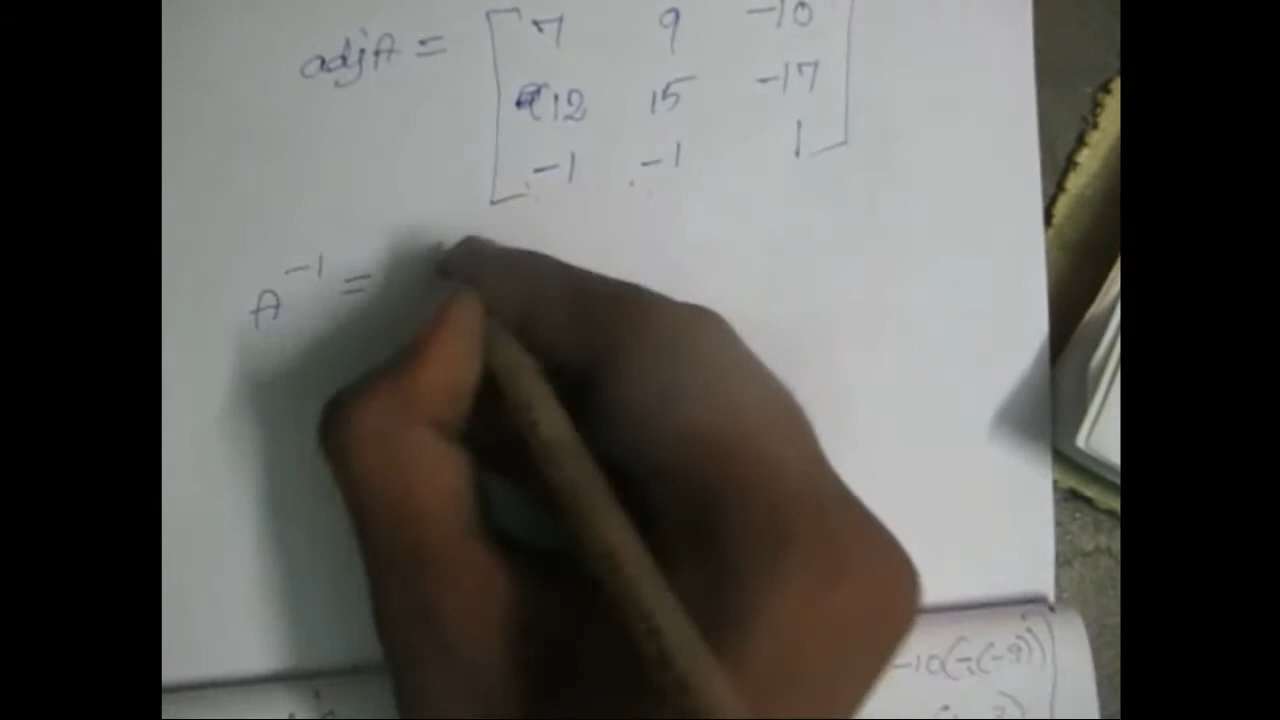 adjA = 7 9 -10
12 15 -17
-1 -1 1
A⁻¹ =